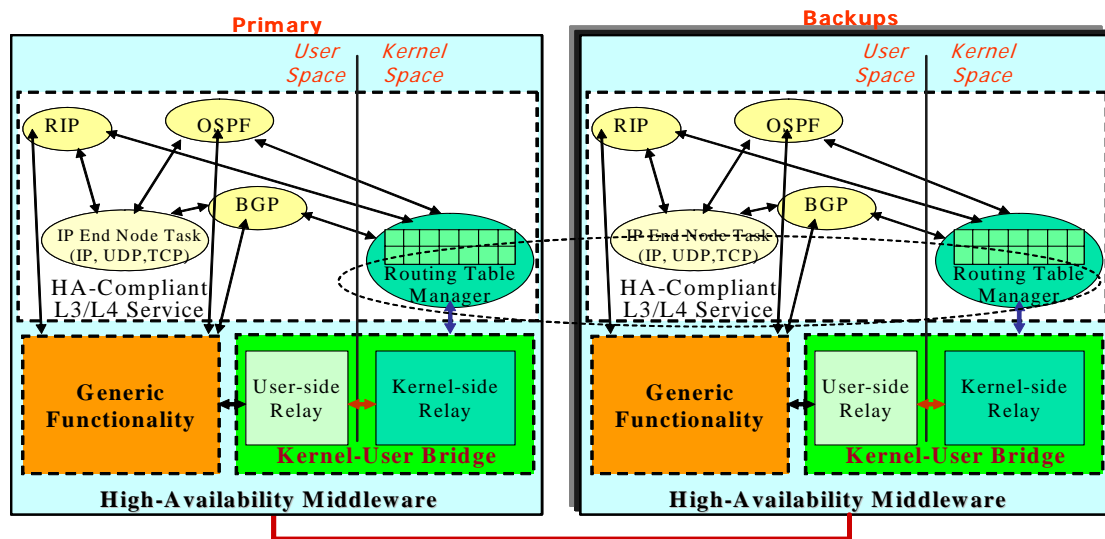 Primary
User
Space
Kernel
Space
RIP
OSPF
BGP
IP End Node Task
(IP, UDP,TCP)
Routing Table
Manager
HA-Compliant
L3/L4 Service
Generic
Functionality
User-side
Relay
Kernel-side
Relay
Kernel-User Bridge
High-Availability Middleware
Backups
User
Space
Kernel
Space
RIP
OSPF
BGP
IP End Node Task
(IP, UDP,TCP)
Routing Table
Manager
HA-Compliant
L3/L4 Service
Generic
Functionality
User-side
Relay
Kernel-side
Relay
Kernel-User Bridge
High-Availability Middleware